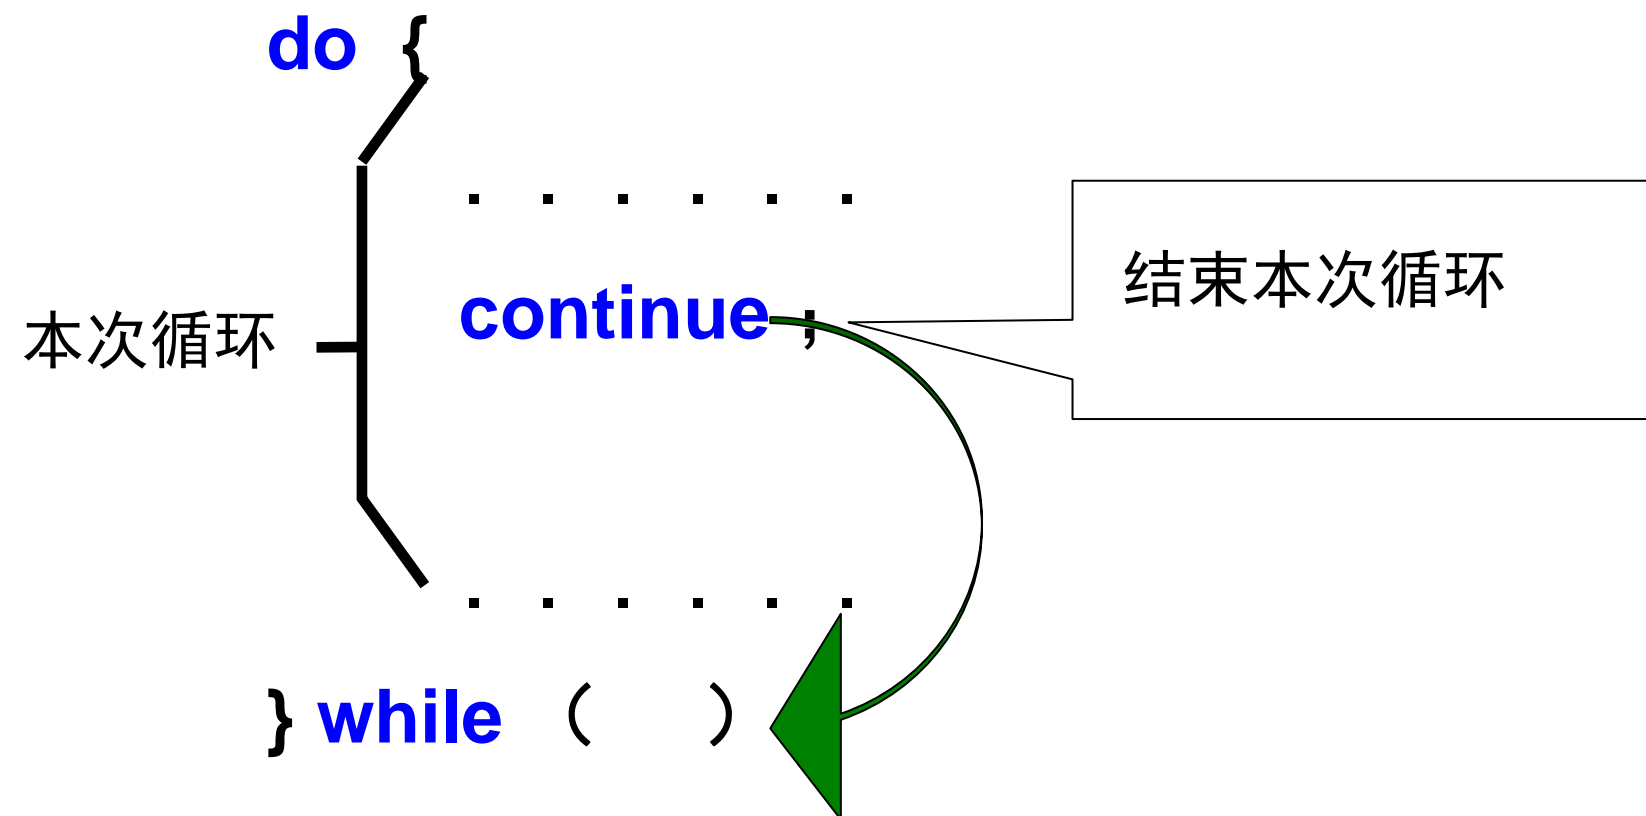 do {
. . . . . .
结束本次循环
continue ;
本次循环
. . . . . .
} while （ ）